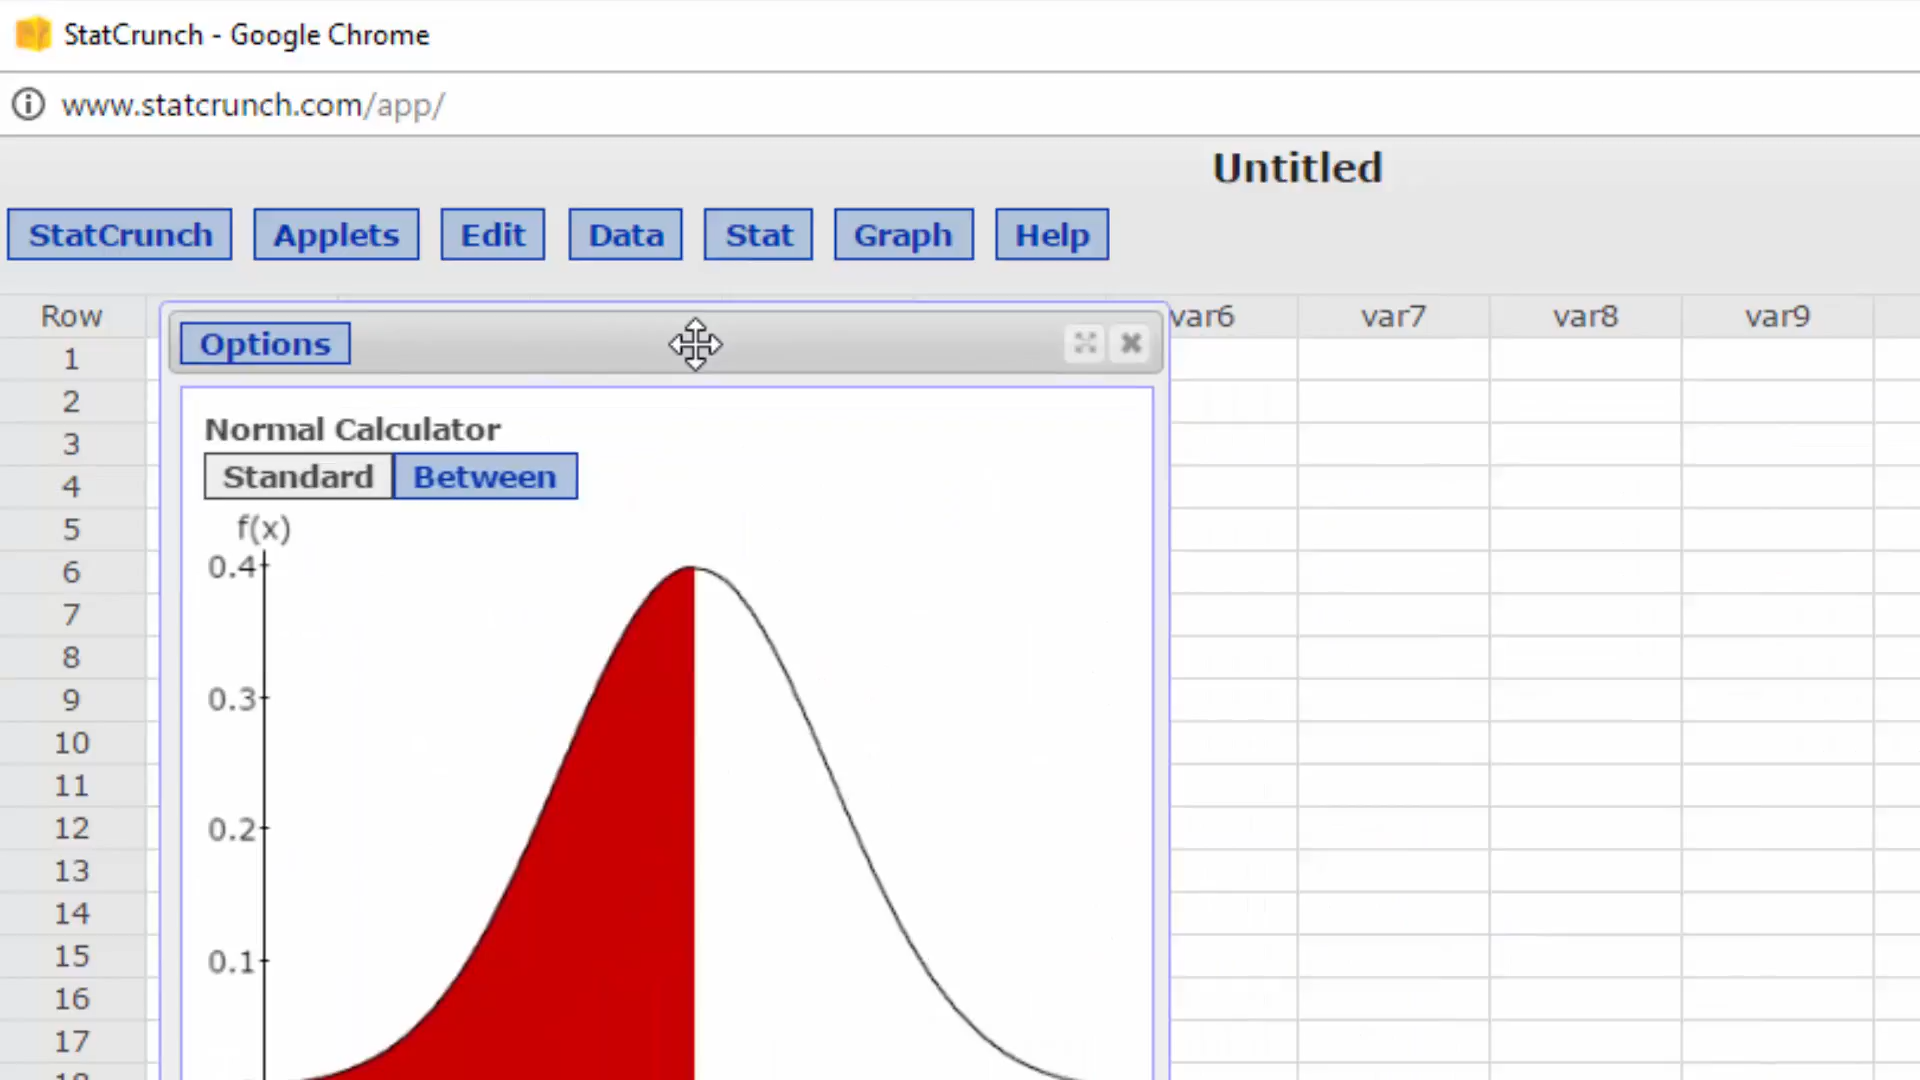 StatCrunch - Google Chrome
www.statcrunch.com/app/
Untitled
StatCrunch Applets Edit Data Stat Graph Help
Row var6 var7 var8 var9
Options
1
2
Normal Calculator
3
Standard Between
4
f(x)
5
0.4
6
7
8
0.3
9
10
11
0.2
12
13
14
0.1
15
16
17